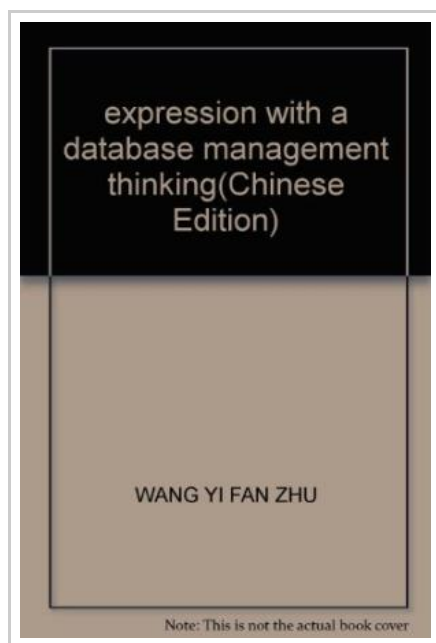 expression with a
database management
thinking(Chinese
Edition)
WANG YI FAN ZHU
Note: This is not the actual book cover